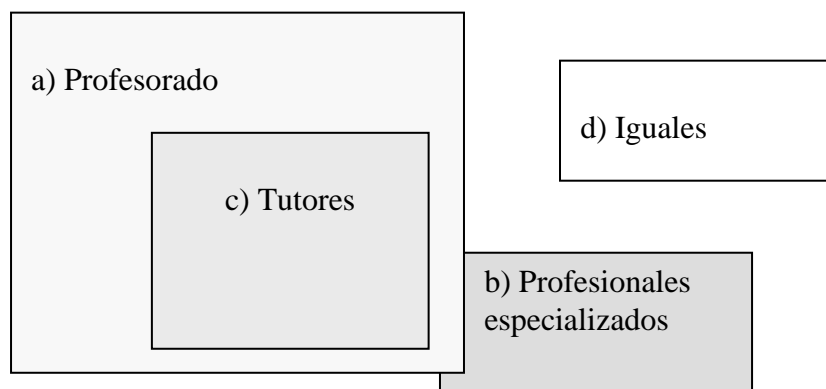 a) Profesorado
d) Iguales
c) Tutores
b) Profesionales
especializados